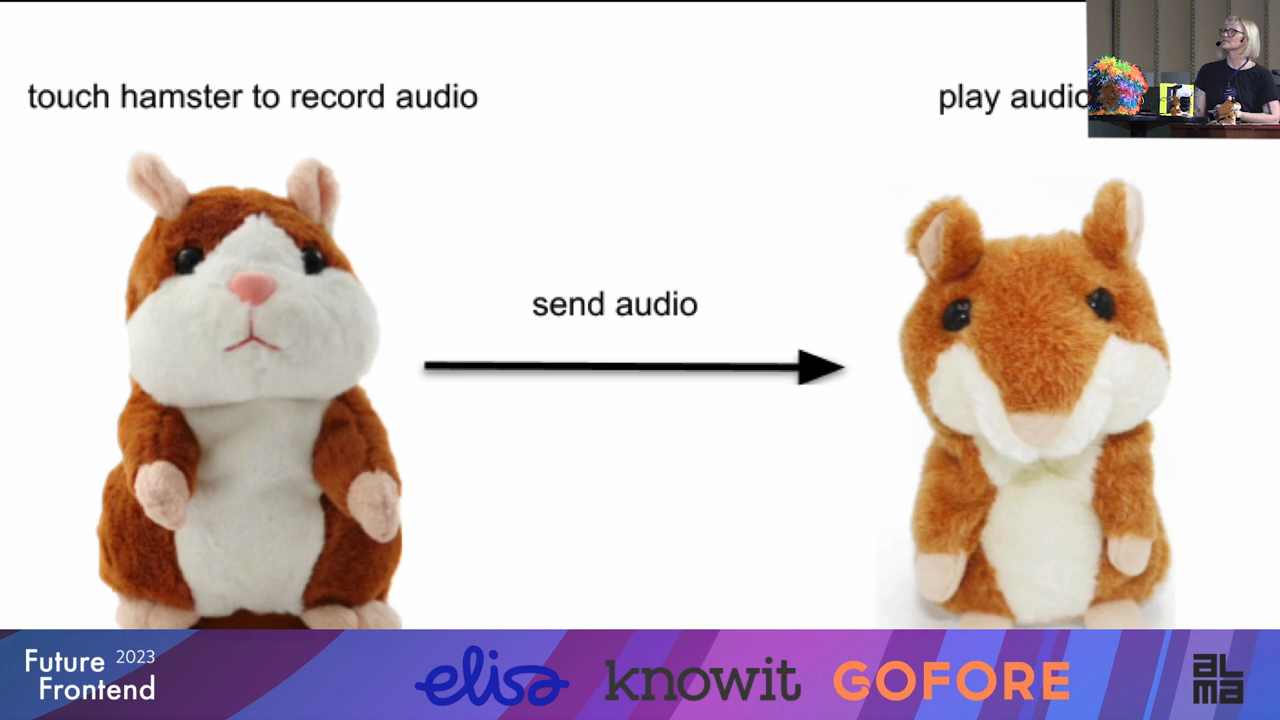 touch hamster to record audio
play audio
send audio
Future 2023
Frontend
elisa
knowit
GOFORE
aLma